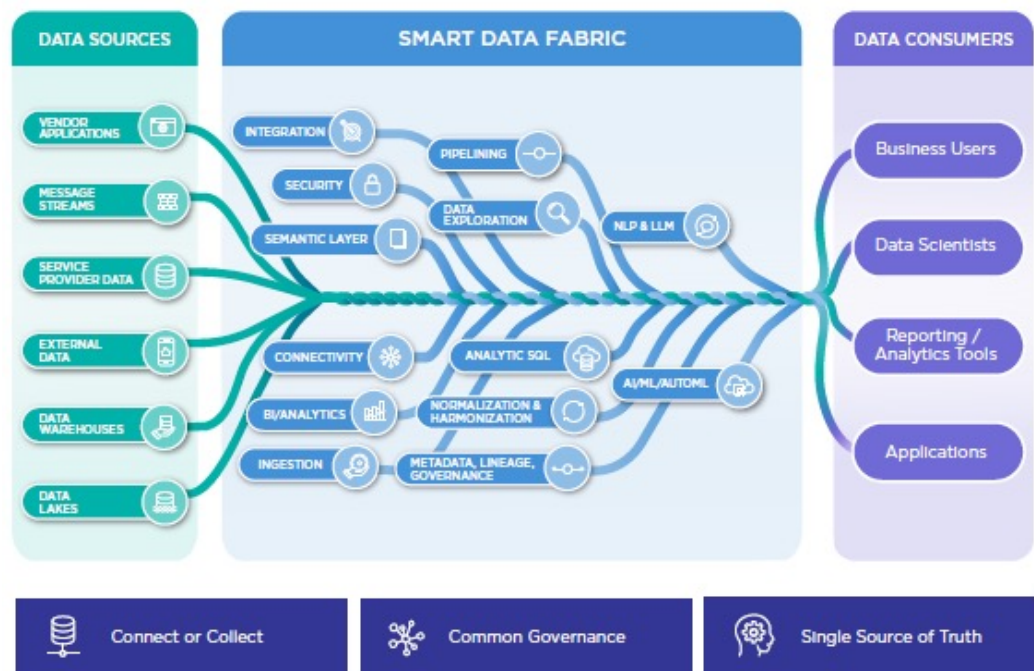 DATA SOURCES
SMART DATA FABRIC
DATA CONSUMERS
VENDOR
APPLICATIONS
MESSAGE
STREAMS
SERVICE
PROVIDER DATA
EXTERNAL
DATA
DATA
WAREHOUSES
DATA
LAKES
INTEGRATION
PIPELINING
SECURITY
DATA
EXPLORATION
SEMANTIC LAYER
NLP & LLM
CONNECTIVITY
ANALYTIC SQL
AI/ML/AUTOML
BI/ANALYTICS
NORMALIZATION &
HARMONIZATION
INGESTION
METADATA, LINEAGE,
GOVERNANCE
Business Users
Data Scientists
Reporting /
Analytics Tools
Applications
Connect or Collect
Common Governance
Single Source of Truth